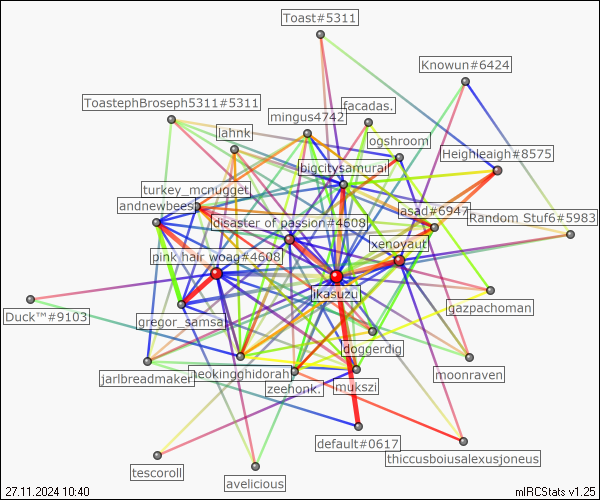 Toast#5311
Knowun#6424
ToastephBroseph5311#5311
facadas.
mingus4742
lahnk
ogshroom
Heighleaigh#8575
bigcitysamurai
turkey_mcnugget
andnewbees
asad#6947
Random Stuf6#5983
disaster of passion#4608
xenoyaut
pink hair woag#4608
ikasuzu
gazpachoman
Duck™#9103
gregor_samsa
doggerdig
moonraven
jarlbreadmaker
neokingghidorah
zeehonk.
mukszi
default#0617
thiccusboiusalexusjoneus
tescoroll
avelicious
27.11.2024 10:40
mIRCStats v1.25